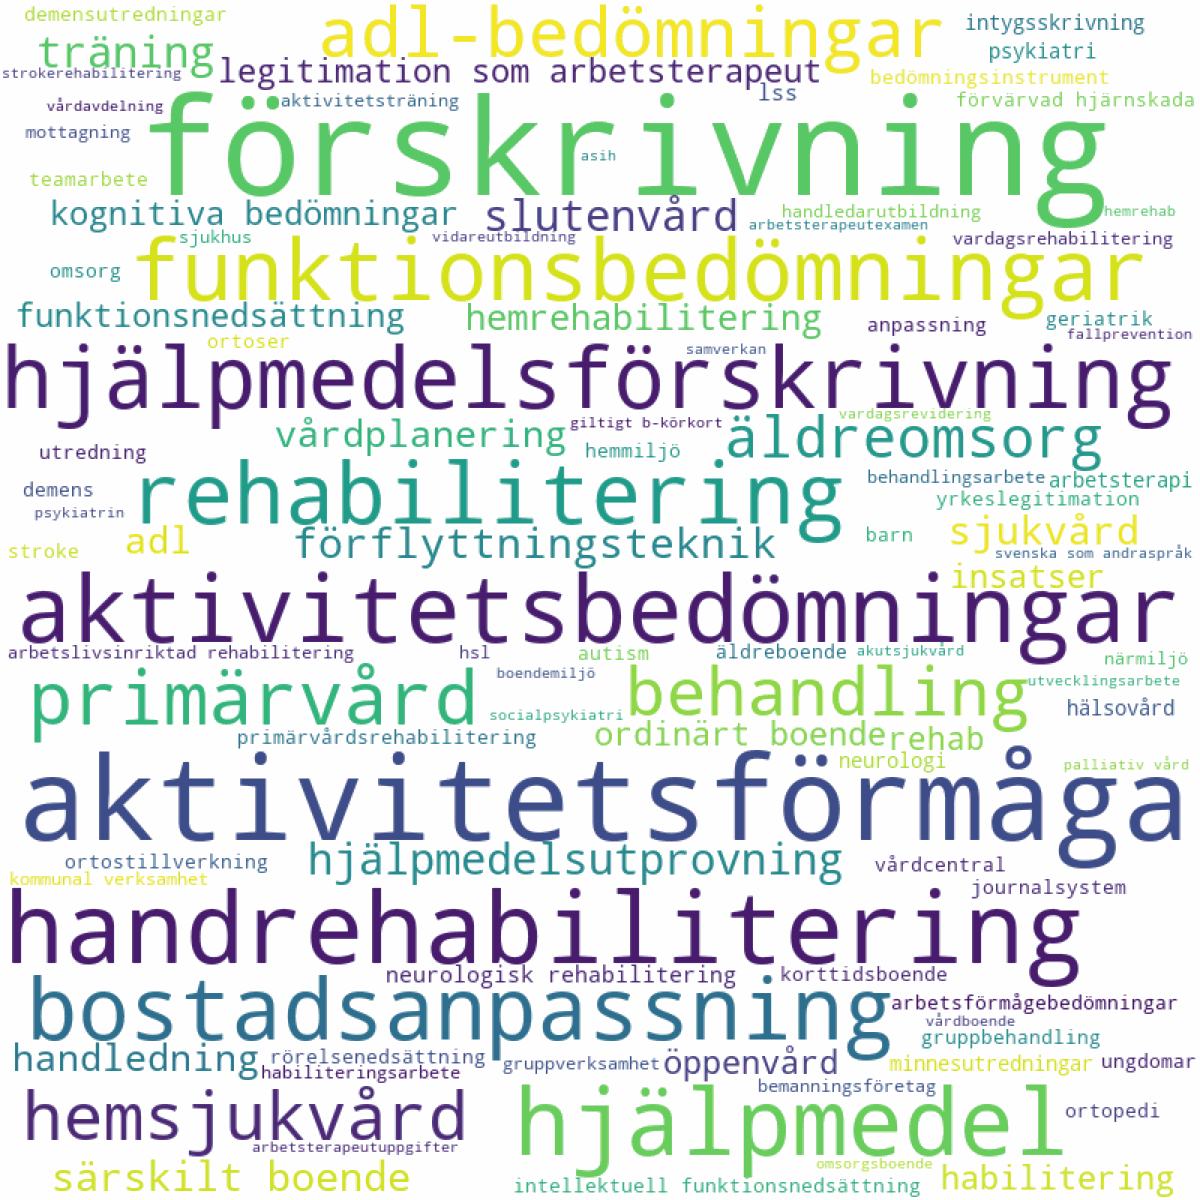 demensutredningar
adl-bedömningar
intygsskrivning
träning
psykiatri
strokerehabilitering
legitimation som arbetsterapeut
bedömningsinstrument
vårdavdelning
aktivitetsträning
lss
förvärvad hjärnskada
mottagning
förskrivning
asih
teamarbete
kognitiva bedömningar
slutenvård
handledarutbildning
hemrehab
arbetsterapeutexamen
sjukhus
vidareutbildning
vardagsrehabilitering
omsorg
funktionsbedömningar
funktionsnedsättning
hemrehabilitering
anpassning
geriatrik
fallprevention
ortoser
samverkan
hjälpmedelsförskrivning
vardagsrevidering
vårdplanering
giltigt b-körkort
äldreomsorg
utredning
hemmiljö
behandlingsarbete
arbetsterapi
demens
rehabilitering
yrkeslegitimation
psykiatrin
stroke
adl
förflyttningsteknik
barn
sjukvård
svenska som andraspråk
insatser
aktivitetsbedömningar
arbetslivsinriktad rehabilitering
hsl
autism
äldreboende
akutsjukvård
närmiljö
boendemiljö
primärvård
behandling
utvecklingsarbete
socialpsykiatri
hälsovård
primärvårdsrehabilitering
ordinärt boende
rehab
neurologi
palliativ vård
aktivitetsförmåga
ortostillverkning
hjälpmedelsutprovning
vårdcentral
kommunal verksamhet
journalsystem
handrehabilitering
neurologisk rehabilitering
korttidsboende
bostadsanpassning
arbetsförmågebedömningar
vårdboende
gruppbehandling
handledning
rörelsenedsättning
gruppverksamhet
öppenvård
minnesutredningar
ungdomar
habiliteringsarbete
bemanningsföretag
hemsjukvård
hjälpmedel
ortopedi
arbetsterapeutuppgifter
särskilt boende
omsorgsboende
intellektuell funktionsnedsättning
habilitering